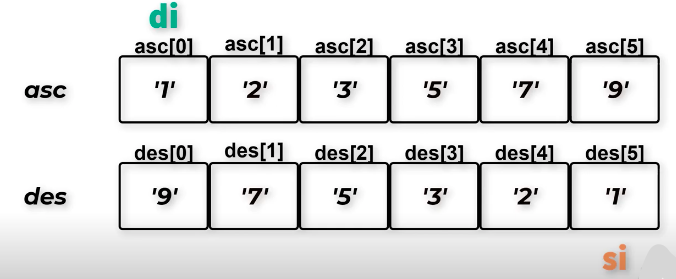 di
asc[0] asc[1] asc[2] asc[3] asc[4] asc[5]
asc '1' '2' '3' '5' '7' '9'
des[0] des[1] des[2] des[3] des[4] des[5]
des '9' '7' '5' '3' '2' '1'
si